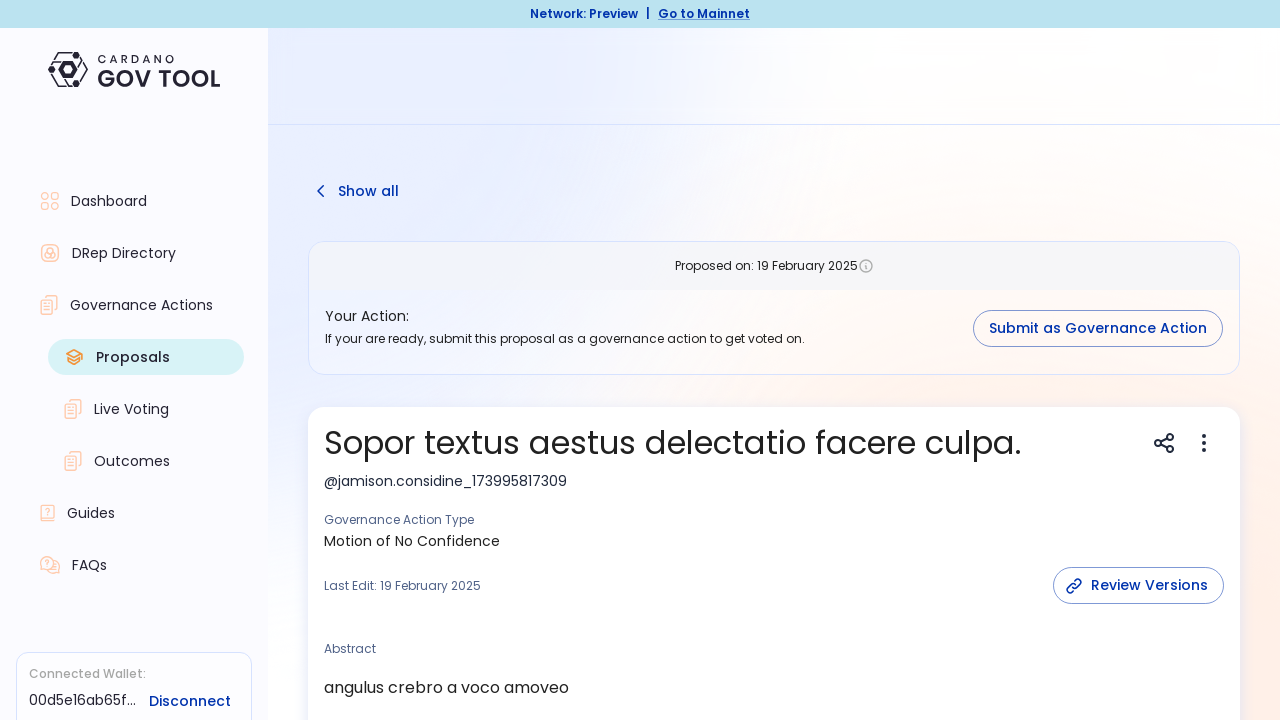 Network: Preview | Go to Mainnet
CARDANO
GOV TOOL
Dashboard
DRep Directory
Governance Actions
Proposals
Live Voting
Outcomes
Guides
FAQs
Connected Wallet:
00d5e16ab65f... Disconnect
Show all
Proposed on: 19 February 2025
Your Action:
If your are ready, submit this proposal as a governance action to get voted on.
Submit as Governance Action
Sopor textus aestus delectatio facere culpa.
@jamison.considine_173995817309
Governance Action Type
Motion of No Confidence
Last Edit: 19 February 2025
Review Versions
Abstract
angulus crebro a voco amoveo